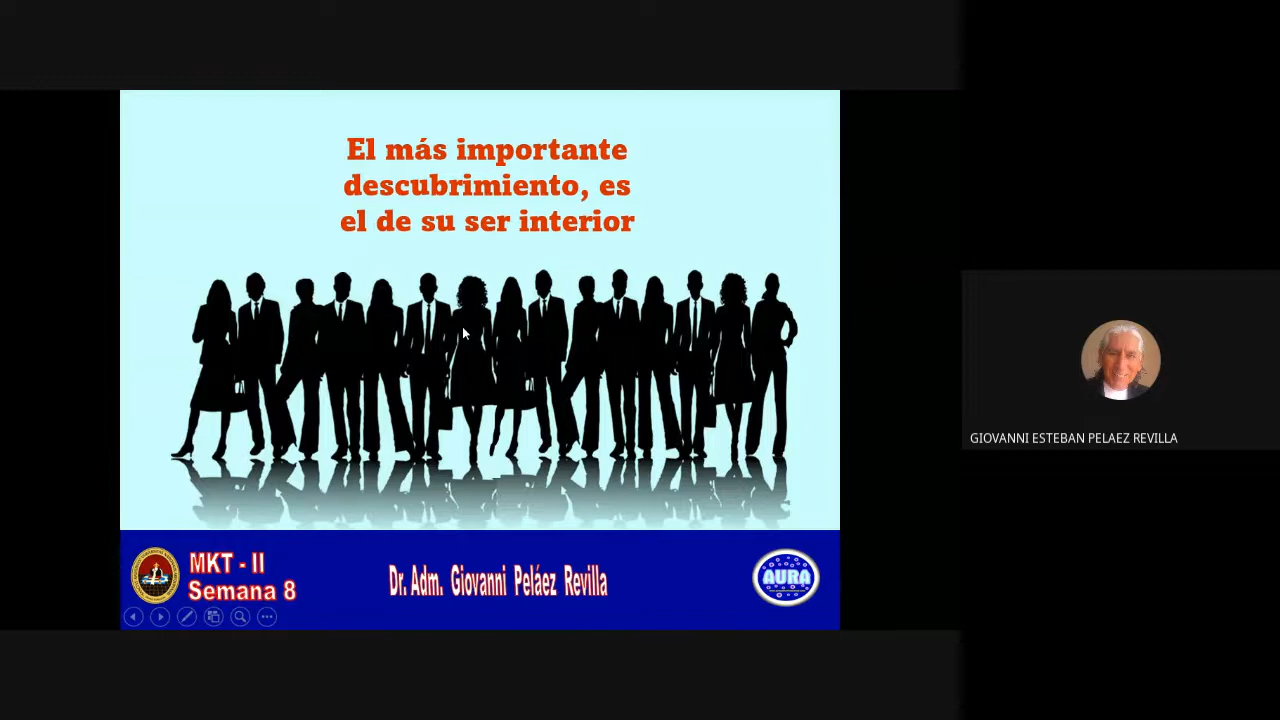 El más importante
descubrimiento, es
el de su ser interior
MKT - II
Semana 8
Dr. Adm. Giovanni Peláez Revilla
AURA
GIOVANNI ESTEBAN PELAEZ REVILLA